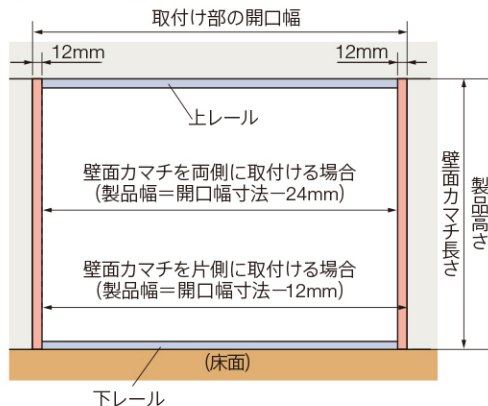 取付け部の開口幅
12mm
12mm
上レール
壁面カマチを両側に取付ける場合
(製品幅=開口幅寸法−24mm)
壁面カマチを片側に取付ける場合
(製品幅=開口幅寸法−12mm)
壁面カマチ長さ
製品高さ
(床面)
下レール